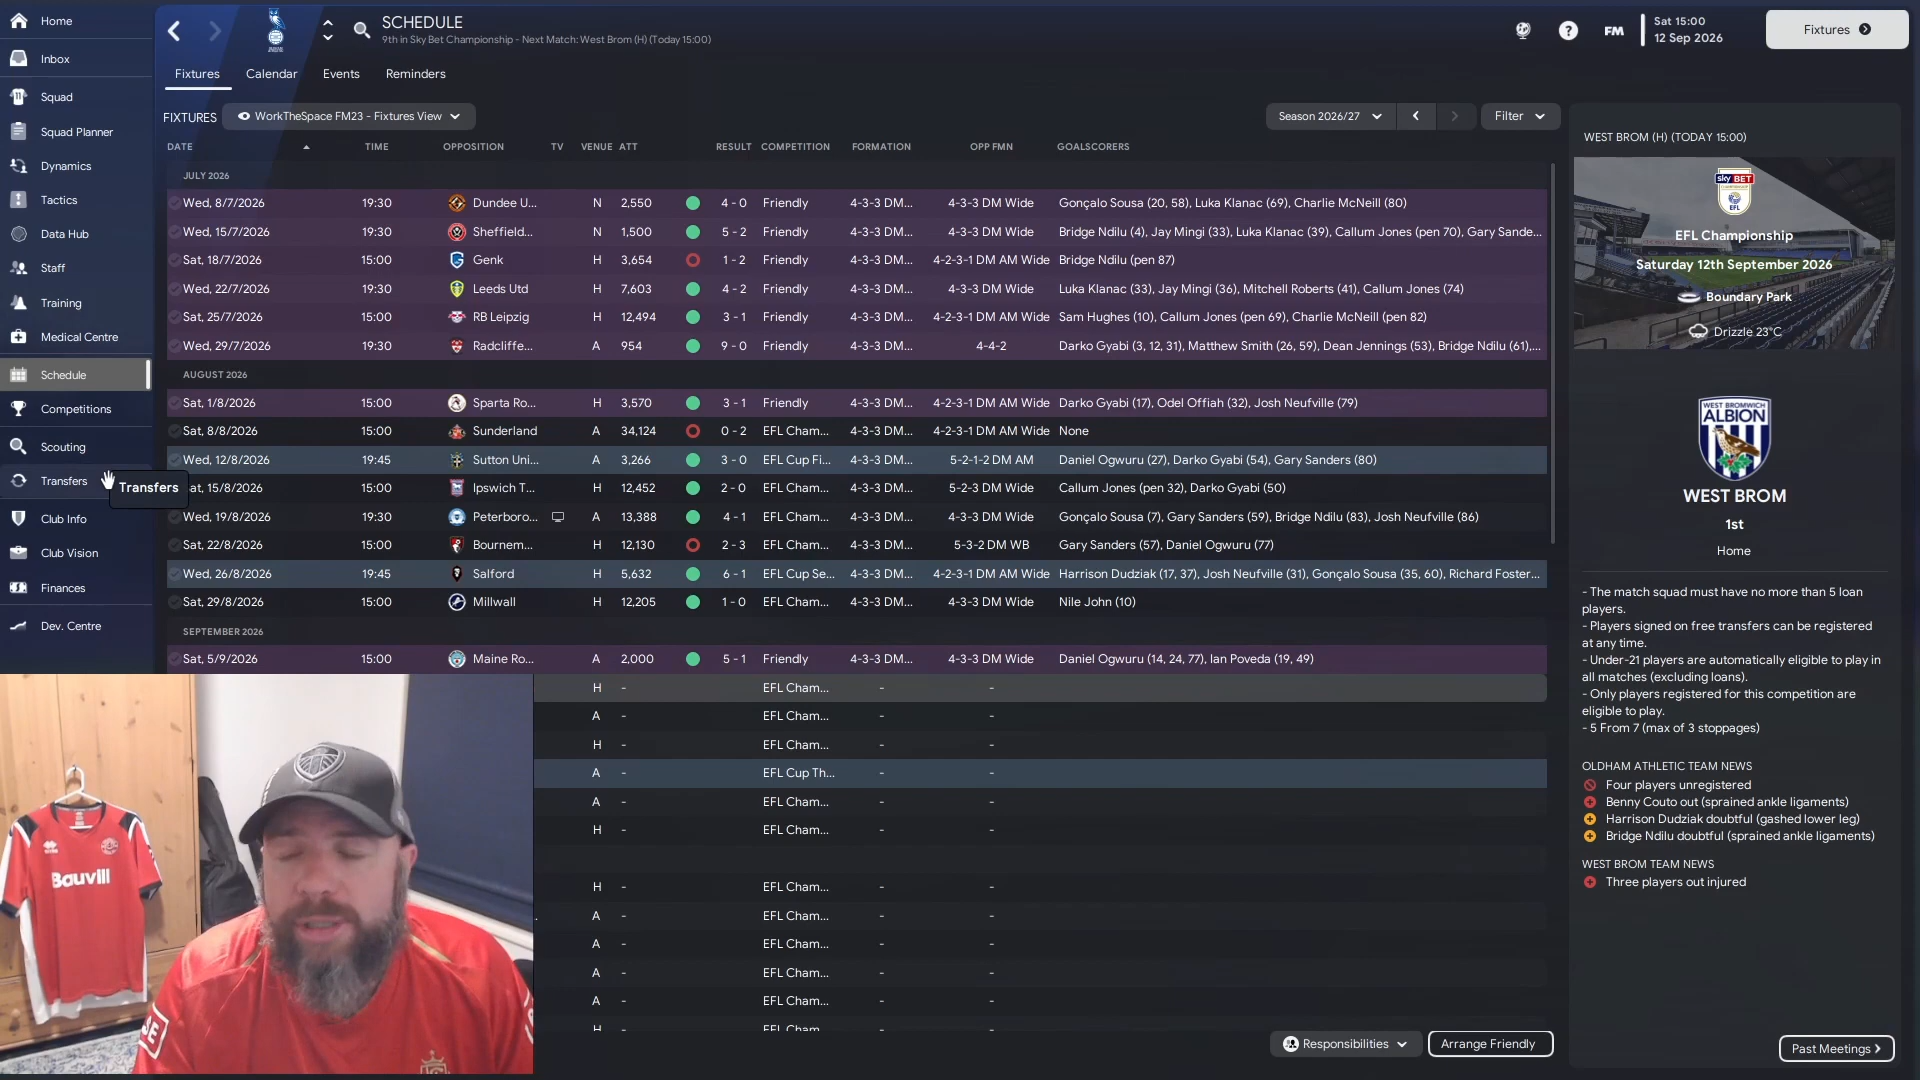 Home
Inbox
Squad
Squad Planner
Dynamics
Tactics
Data Hub
Staff
Training
Medical Centre
Schedule
Competitions
Scouting
Transfers
Transfers
Club Info
Club Vision
Finances
Dev. Centre
SCHEDULE
9th in Sky Bet Championship - Next Match: West Brom (H) (Today 15:00)
FM
Sat 15:00
12 Sep 2026
Fixtures
Fixtures Calendar Events Reminders
FIXTURES WorkTheSpace FM23 - Fixtures View Season 2026/27 Filter
DATE TIME OPPOSITION TV VENUE ATT RESULT COMPETITION FORMATION OPP FMN GOALSCORERS
JULY 2026
Wed, 8/7/2026 19:30 Dundee U... N 2,550 4 - 0 Friendly 4-3-3 DM... 4-3-3 DM Wide Gonçalo Sousa (20, 58), Luka Klanac (69), Charlie McNeill (80)
Wed, 15/7/2026 19:30 Sheffield... N 1,500 5 - 2 Friendly 4-3-3 DM... 4-3-3 DM Wide Bridge Ndilu (4), Jay Mingi (33), Luka Klanac (39), Callum Jones (pen 70), Gary Sande...
Sat, 18/7/2026 15:00 Genk H 3,654 1 - 2 Friendly 4-3-3 DM... 4-2-3-1 DM AM Wide Bridge Ndilu (pen 87)
Wed, 22/7/2026 19:30 Leeds Utd H 7,603 4 - 2 Friendly 4-3-3 DM... 4-3-3 DM Wide Luka Klanac (33), Jay Mingi (36), Mitchell Roberts (41), Callum Jones (74)
Sat, 25/7/2026 15:00 RB Leipzig H 12,494 3 - 1 Friendly 4-3-3 DM... 4-2-3-1 DM AM Wide Sam Hughes (10), Callum Jones (pen 69), Charlie McNeill (pen 82)
Wed, 29/7/2026 19:30 Radcliffe... A 954 9 - 0 Friendly 4-3-3 DM... 4-4-2 Darko Gyabi (3, 12, 31), Matthew Smith (26, 59), Dean Jennings (53), Bridge Ndilu (61),...
AUGUST 2026
Sat, 1/8/2026 15:00 Sparta Ro... H 3,570 3 - 1 Friendly 4-3-3 DM... 4-2-3-1 DM AM Wide Darko Gyabi (17), Odel Offiah (32), Josh Neufville (79)
Sat, 8/8/2026 15:00 Sunderland A 34,124 0 - 2 EFL Cham... 4-3-3 DM... 4-2-3-1 DM AM Wide None
Wed, 12/8/2026 19:45 Sutton Uni... A 3,266 3 - 0 EFL Cup Fi... 4-3-3 DM... 5-2-1-2 DM AM Daniel Ogwuru (27), Darko Gyabi (54), Gary Sanders (80)
at, 15/8/2026 15:00 Ipswich T... H 12,452 2 - 0 EFL Cham... 4-3-3 DM... 5-2-3 DM Wide Callum Jones (pen 32), Darko Gyabi (50)
Wed, 19/8/2026 19:30 Peterboro... A 13,388 4 - 1 EFL Cham... 4-3-3 DM... 4-3-3 DM Wide Gonçalo Sousa (7), Gary Sanders (59), Bridge Ndilu (83), Josh Neufville (86)
Sat, 22/8/2026 15:00 Bournem... H 12,130 2 - 3 EFL Cham... 4-3-3 DM... 5-3-2 DM WB Gary Sanders (57), Daniel Ogwuru (77)
Wed, 26/8/2026 19:45 Salford H 5,632 6 - 1 EFL Cup Se... 4-3-3 DM... 4-2-3-1 DM AM Wide Harrison Dudziak (17, 37), Josh Neufville (31), Gonçalo Sousa (35, 60), Richard Foster...
Sat, 29/8/2026 15:00 Millwall H 12,205 1 - 0 EFL Cham... 4-3-3 DM... 4-3-3 DM Wide Nile John (10)
SEPTEMBER 2026
Sat, 5/9/2026 15:00 Maine Ro... A 2,000 5 - 1 Friendly 4-3-3 DM... 4-3-3 DM Wide Daniel Ogwuru (14, 24, 77), Ian Poveda (19, 49)
H - EFL Cham... - -
A - EFL Cham... - -
H - EFL Cham... - -
A - EFL Cup Th... - -
A - EFL Cham... - -
H - EFL Cham... - -
H - EFL Cham... - -
. A - EFL Cham... - -
A - EFL Cham... - -
A - EFL Cham... - -
A - EFL Cham... - -
H - EFL Cham - -
Responsibilities Arrange Friendly
WEST BROM (H) (TODAY 15:00)
sky BET
CHAMPIONSHIP
EFL
EFL Championship
Saturday 12th September 2026
Boundary Park
Drizzle 23°C
WEST BROMWICH
ALBION
WEST BROM
1st
Home
- The match squad must have no more than 5 loan
players.
- Players signed on free transfers can be registered
at any time.
- Under-21 players are automatically eligible to play in
all matches (excluding loans).
- Only players registered for this competition are
eligible to play.
- 5 From 7 (max of 3 stoppages)
OLDHAM ATHLETIC TEAM NEWS
Four players unregistered
Benny Couto out (sprained ankle ligaments)
Harrison Dudziak doubtful (gashed lower leg)
Bridge Ndilu doubtful (sprained ankle ligaments)
WEST BROM TEAM NEWS
Three players out injured
Past Meetings
Bauvill